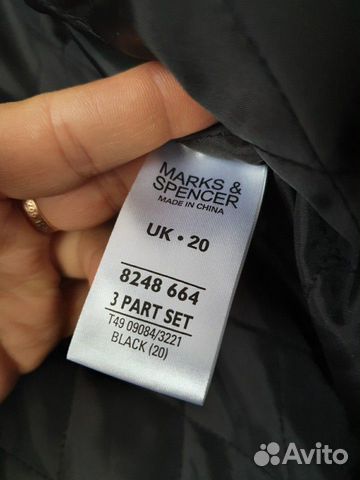 MARKS &
SPENCER
MADE IN CHINA
UK • 20
8248 664
3 PART SET
T49 09084/3221
BLACK (20)
Avito